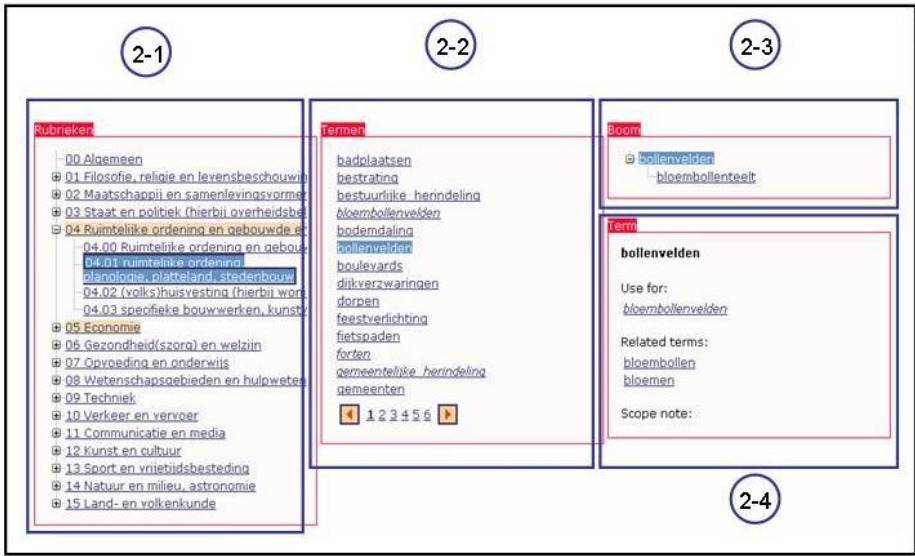 2-1
2-2
2-3
Rubrieken
00 Algemeen
01 Filosofie, religie en levensbeschouwin
02 Maatschappij en samenlevingsvormen
03 Staat en politiek (hierbij overheidsbel
04 Ruimtelijke ordening en gebouwde e
04.00 Ruimtelijke ordening en gebouw
04.01 ruimtelijke ordening,
planologie, platteland, stedenbouw
04.02 (volks)huisvesting (hierbij won
04.03 specifieke bouwwerken, kunstw
05 Economie
06 Gezondheid(szorg) en welzijn
07 Opvoeding en onderwijs
08 Wetenschapsgebieden en hulpweten
09 Techniek
10 Verkeer en vervoer
11 Communicatie en media
12 Kunst en cultuur
13 Sport en vrijetijdsbesteding
14 Natuur en milieu, astronomie
15 Land- en volkenkunde
Termen
badplaatsen
bestrating
bestuurlijke herindeling
bloembollenvelden
bodemdaling
bollenvelden
boulevards
dijkverzwaringen
dorpen
feestverlichting
fietspaden
forten
gemeentelijke herindeling
gemeenten
1 2 3 4 5 6
Boom
bollenvelden
bloembollenteelt
Term
bollenvelden
Use for:
bloembollenvelden
Related terms:
bloembollen
bloemen
Scope note:
2-4